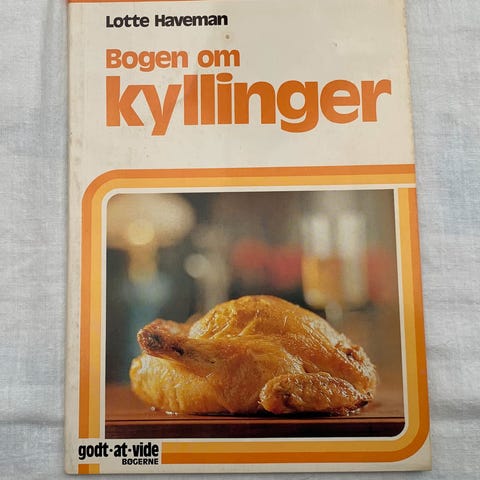 Lotte Haveman
Bogen om
kyllinger
godt·at·vide
BØGERNE